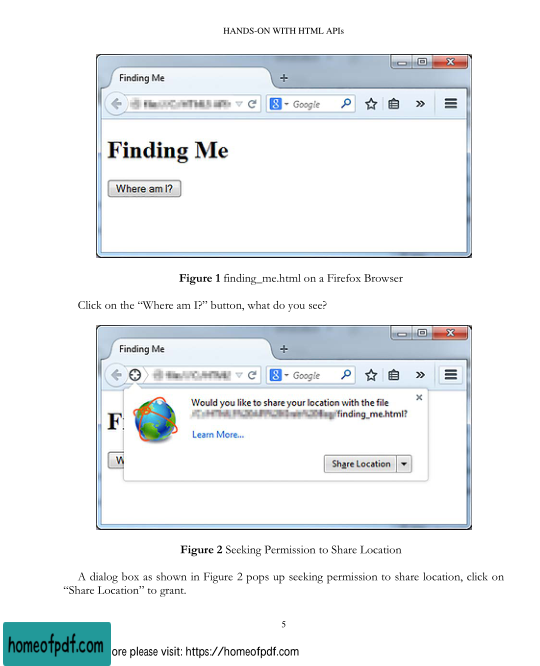 HANDS-ON WITH HTML APIs
Finding Me
Google
Finding Me
Where am I?
Figure 1 finding_me.html on a Firefox Browser
Click on the “Where am I?” button, what do you see?
Finding Me
Google
Would you like to share your location with the file
/finding_me.html?
Learn More...
F
W
Share Location
Figure 2 Seeking Permission to Share Location
A dialog box as shown in Figure 2 pops up seeking permission to share location, click on
“Share Location” to grant.
5
homeofpdf.com
ore please visit: https://homeofpdf.com